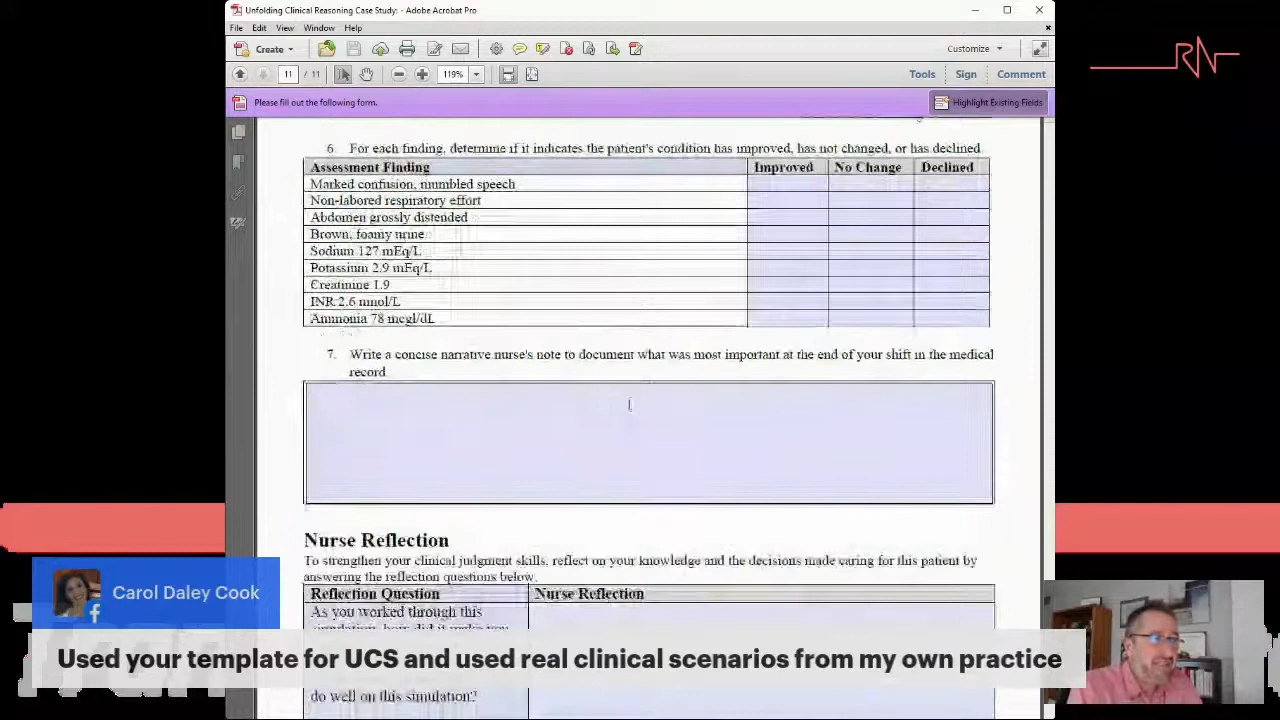 Unfolding Clinical Reasoning Case Study: - Adobe Acrobat Pro
File Edit View Window Help
Create
Customize
11 / 11
119%
Tools Sign Comment
Please fill out the following form.
Highlight Existing Fields
RN
6. For each finding, determine if it indicates the patient's condition has improved, has not changed, or has declined.
Assessment Finding Improved No Change Declined
Marked confusion, mumbled speech
Non-labored respiratory effort
Abdomen grossly distended
Brown, foamy urine
Sodium 127 mEq/L
Potassium 2.9 mEq/L
Creatinine 1.9
INR 2.6 mmol/L
Ammonia 78 mcgl/dL
7. Write a concise narrative nurse's note to document what was most important at the end of your shift in the medical
record.
Nurse Reflection
To strengthen your clinical judgment skills, reflect on your knowledge and the decisions made caring for this patient by
answering the reflection questions below.
Reflection Question Nurse Reflection
As you worked through this
Carol Daley Cook
Used your template for UCS and used real clinical scenarios from my own practice
do well on this simulation?